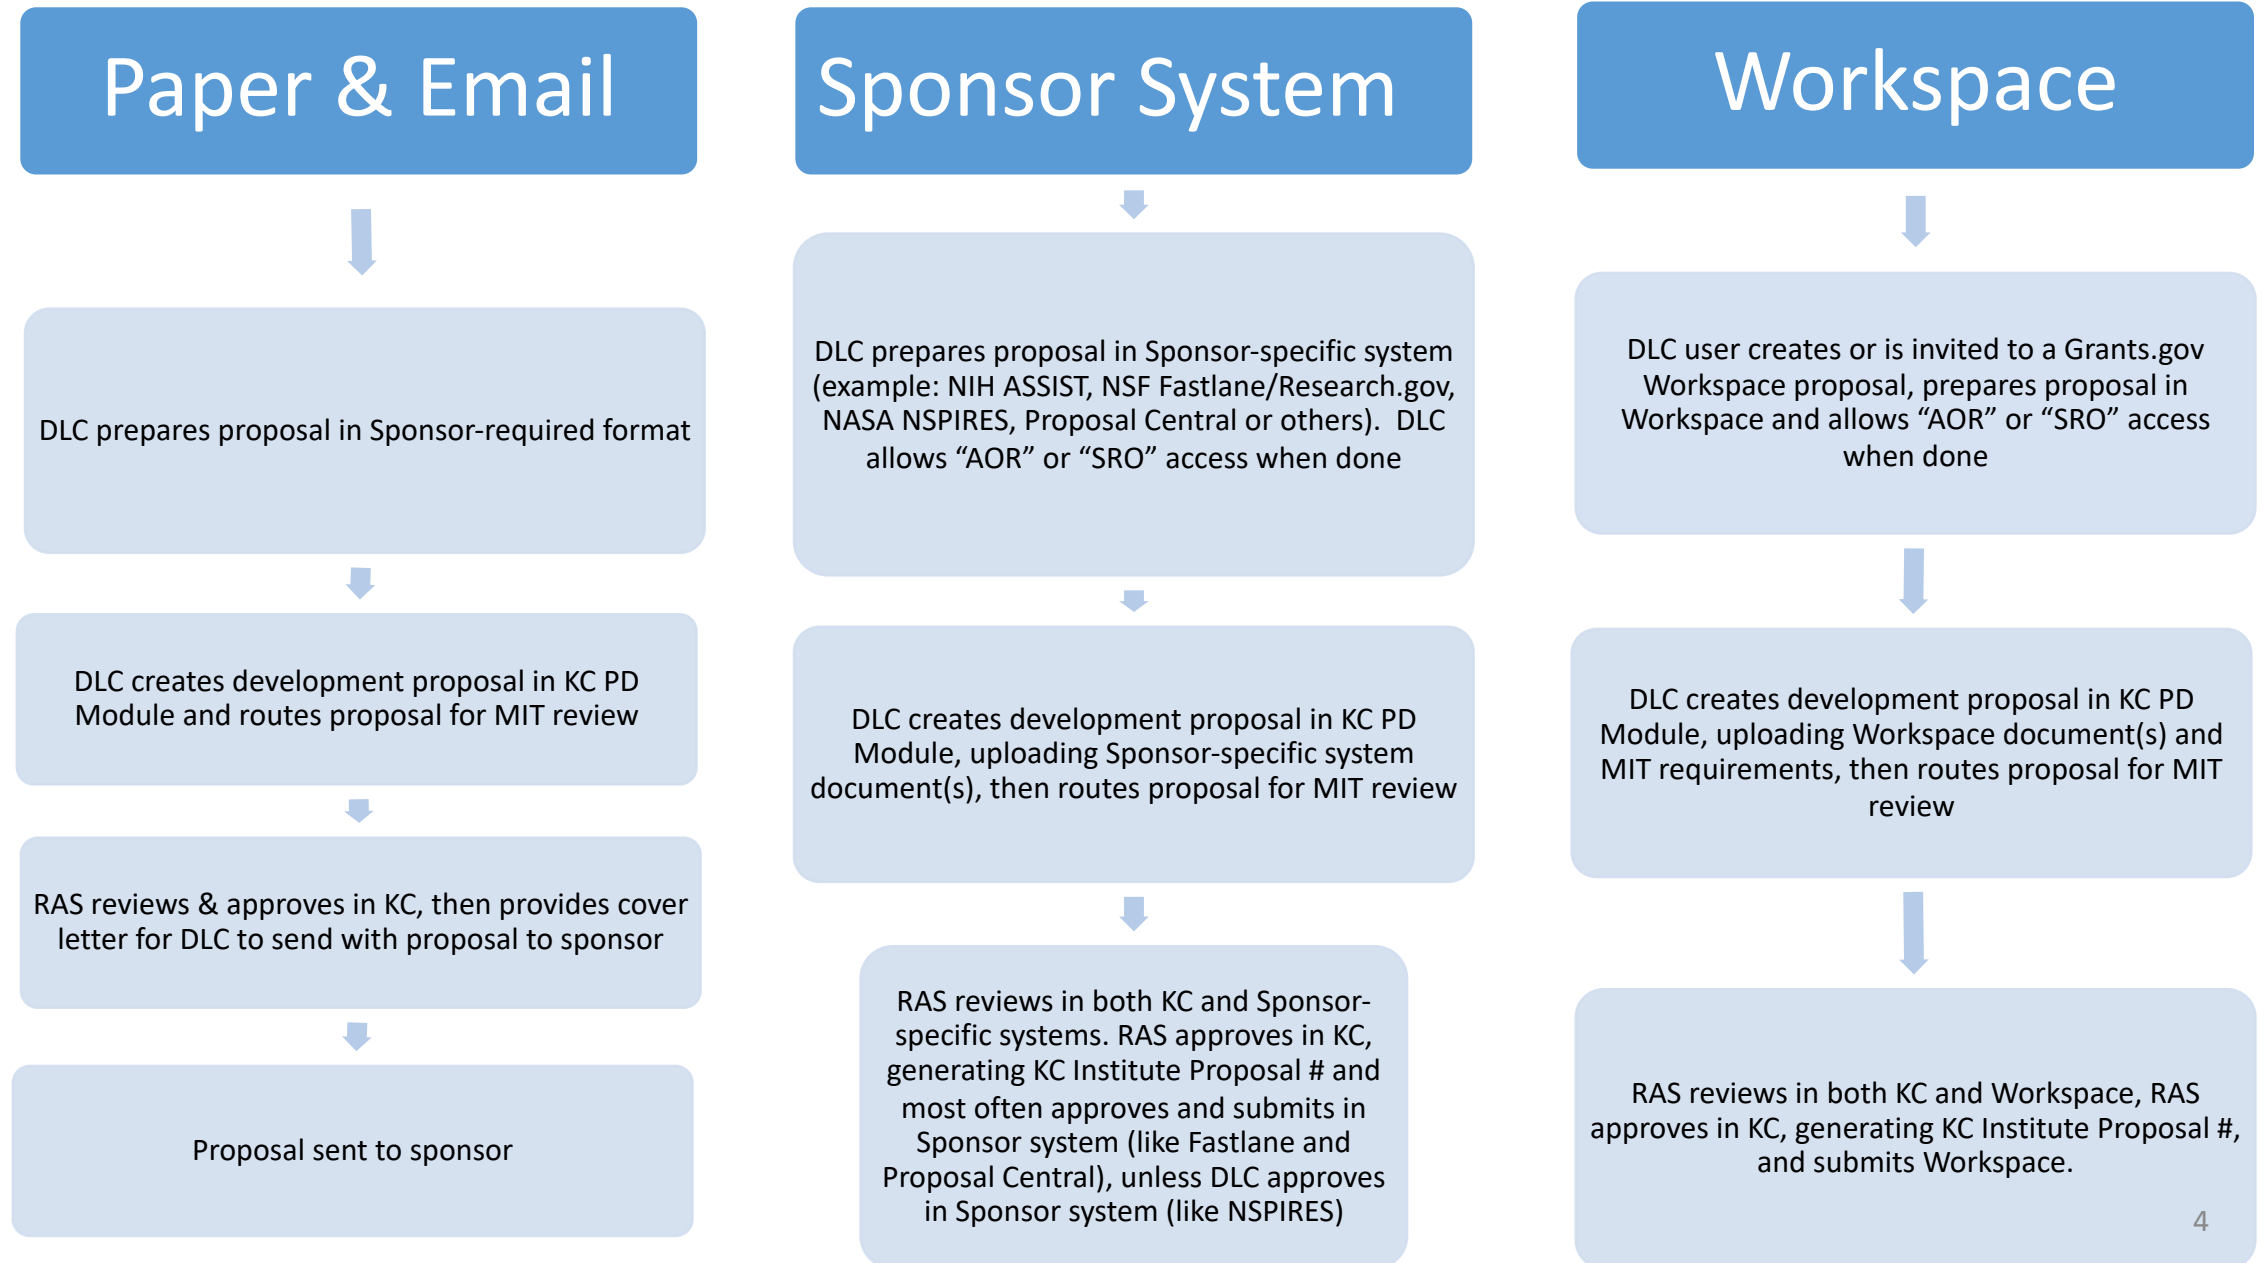 Paper & Email
DLC prepares proposal in Sponsor-required format
DLC creates development proposal in KC PD
Module and routes proposal for MIT review
RAS reviews & approves in KC, then provides cover
letter for DLC to send with proposal to sponsor
Proposal sent to sponsor
Sponsor System
DLC prepares proposal in Sponsor-specific system
(example: NIH ASSIST, NSF Fastlane/Research.gov,
NASA NSPIRES, Proposal Central or others).  DLC
allows “AOR” or “SRO” access when done
DLC creates development proposal in KC PD
Module, uploading Sponsor-specific system
document(s), then routes proposal for MIT review
RAS reviews in both KC and Sponsor-
specific systems. RAS approves in KC,
generating KC Institute Proposal # and
most often approves and submits in
Sponsor system (like Fastlane and
Proposal Central), unless DLC approves
in Sponsor system (like NSPIRES)
Workspace
DLC user creates or is invited to a Grants.gov
Workspace proposal, prepares proposal in
Workspace and allows “AOR” or “SRO” access
when done
DLC creates development proposal in KC PD
Module, uploading Workspace document(s) and
MIT requirements, then routes proposal for MIT
review
RAS reviews in both KC and Workspace, RAS
approves in KC, generating KC Institute Proposal #,
and submits Workspace.
4